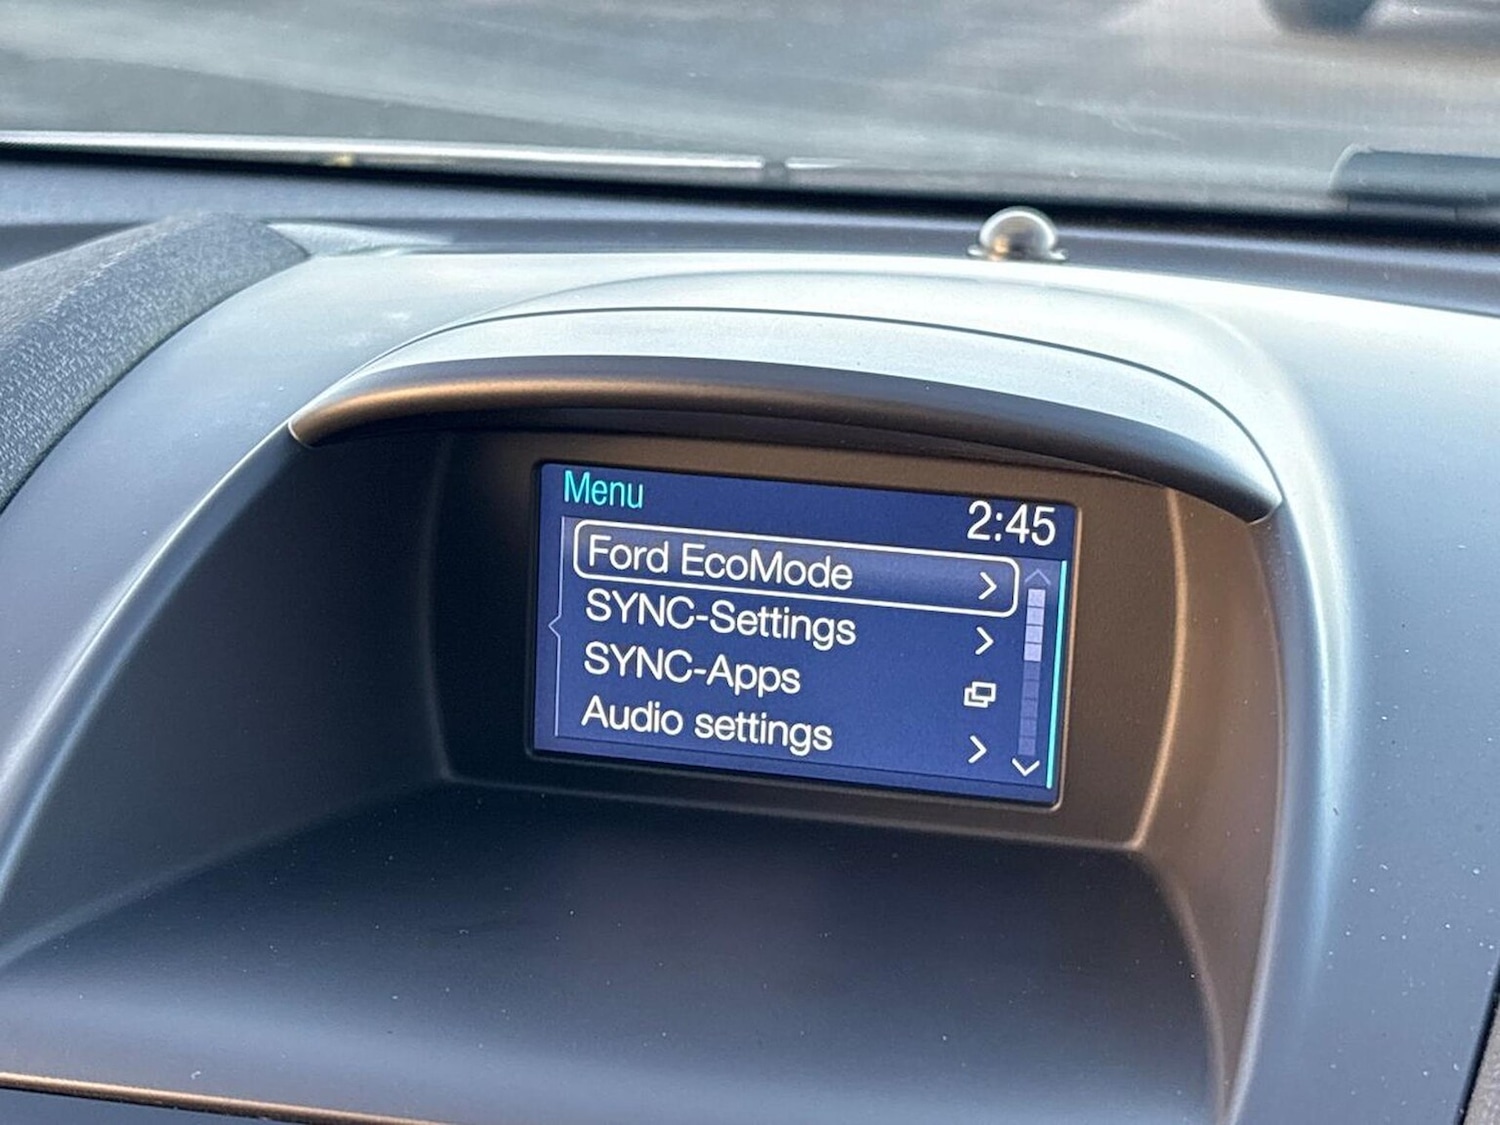 Menu
2:45
Ford EcoMode
SYNC-Settings
SYNC-Apps
Audio settings